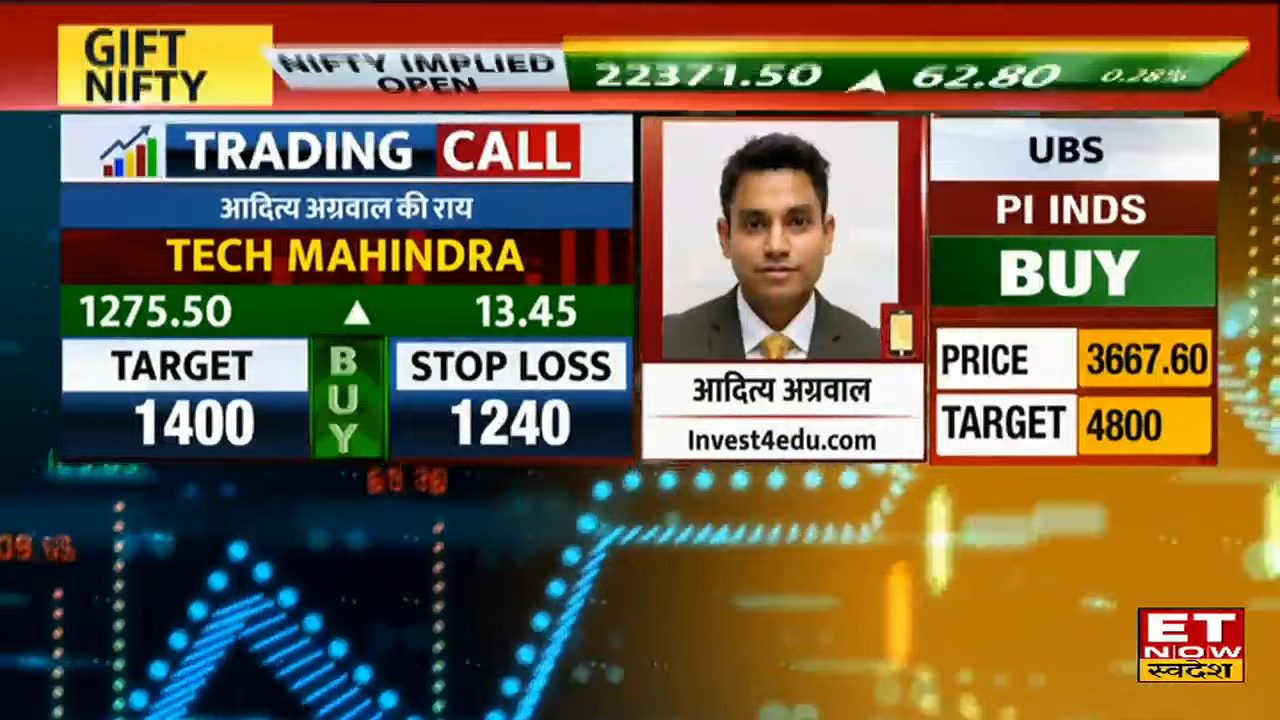 GIFT
NIFTY
NIFTY IMPLIED
OPEN
22371.50 ▲ 62.80 0.28%
TRADING CALL
आदित्य अग्रवाल की राय
TECH MAHINDRA
1275.50 ▲ 13.45
TARGET
1400
BUY
STOP LOSS
1240
आदित्य अग्रवाल
Invest4edu.com
UBS
PI INDS
BUY
PRICE 3667.60
TARGET 4800
ET
NOW
स्वदेश